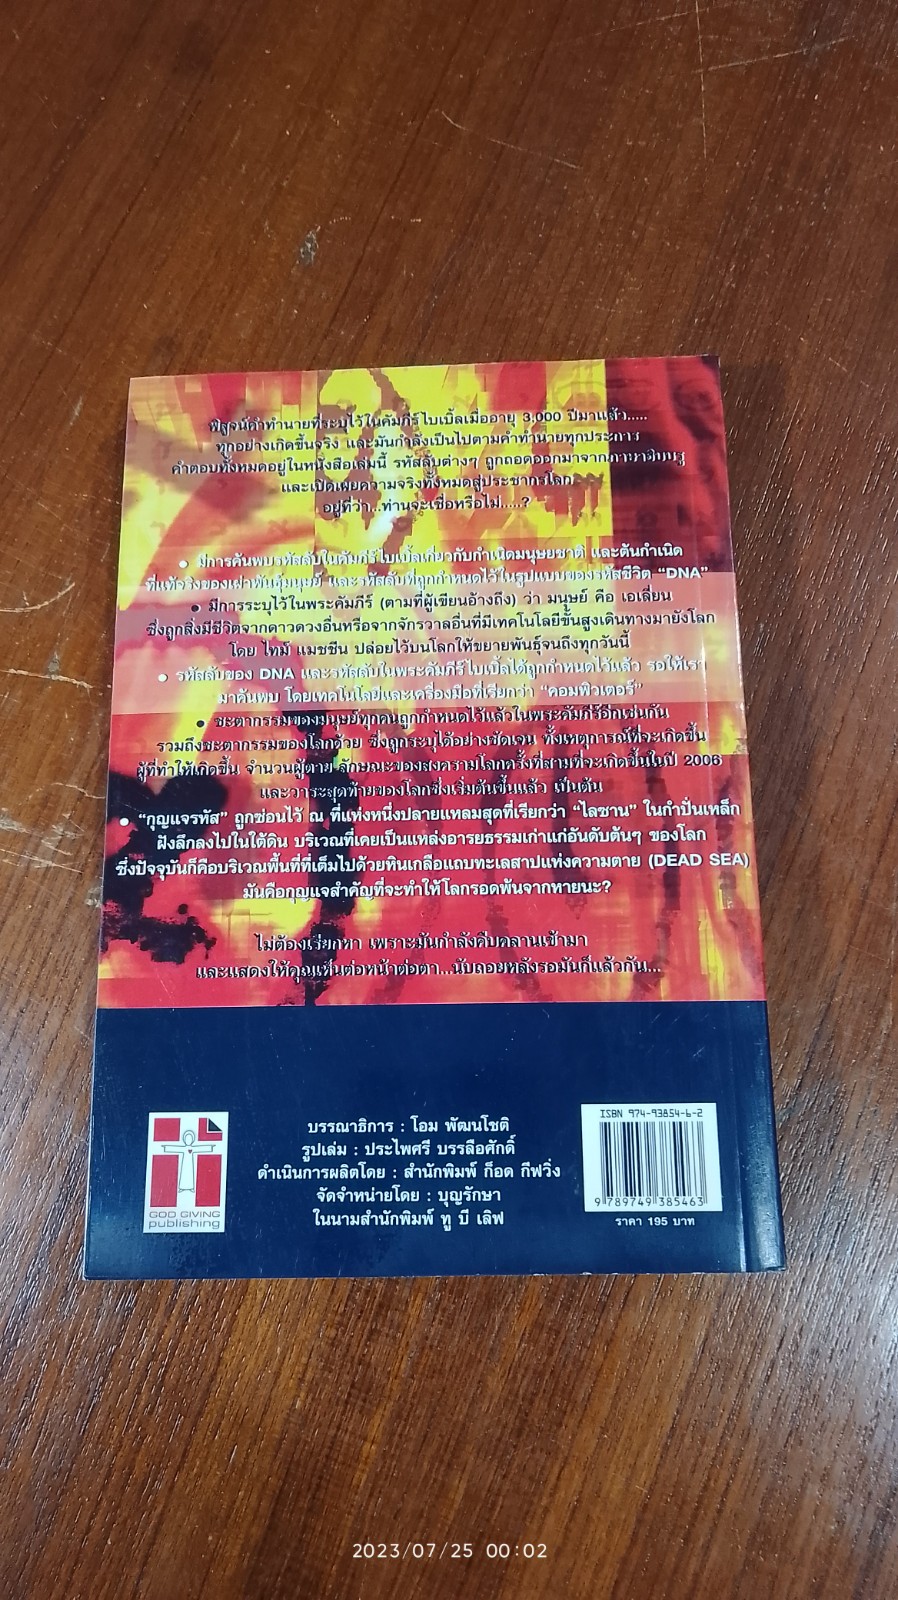 พิสูจน์คำทำนายที่ระบุไว้ในคัมภีร์ไบเบิ้ลเมื่ออายุ 3,000 ปีมาแล้ว.....
ทุกอย่างเกิดขึ้นจริง และมันกำลังเป็นไปตามคำทำนายทุกประการ
คำตอบทั้งหมดอยู่ในหนังสือเล่มนี้ รหัสลับต่างๆ ถูกถอดออกมาจากภาษาฮิบบรู
และเปิดเผยความจริงทั้งหมดสู่ประชากรโลก
อยู่ที่ว่า...ท่านจะเชื่อหรือไม่.....?
• มีการค้นพบรหัสลับในคัมภีร์ไบเบิ้ลเกี่ยวกับกำเนิดมนุษยชาติ และต้นกำเนิด
ที่แท้จริงของเผ่าพันธุ์มนุษย์ และรหัสลับที่ถูกกำหนดไว้ในรูปแบบของรหัสชีวิต “DNA”
• มีการระบุไว้ในพระคัมภีร์ (ตามที่ผู้เขียนอ้างถึง) ว่า มนุษย์ คือ เอเลี่ยน
ซึ่งถูกสิ่งมีชีวิตจากดาวดวงอื่นหรือจากจักรวาลอื่นที่มีเทคโนโลยีขั้นสูงเดินทางมายังโลก
โดย ไทม์ แมชชีน ปล่อยไว้บนโลกให้ขยายพันธุ์จนถึงทุกวันนี้
• รหัสลับของ DNA และรหัสลับในพระคัมภีร์ไบเบิ้ลได้ถูกกำหนดไว้แล้ว รอให้เรา
มาค้นพบ โดยเทคโนโลยีและเครื่องมือที่เรียกว่า “คอมพิวเตอร์”
• ชะตากรรมของมนุษย์ทุกคนถูกกำหนดไว้แล้วในพระคัมภีร์อีกเช่นกัน
รวมถึงชะตากรรมของโลกด้วย ซึ่งถูกระบุได้อย่างชัดเจน ทั้งเหตุการณ์ที่จะเกิดขึ้น
ผู้ที่ทำให้เกิดขึ้น จำนวนผู้ตาย ลักษณะของสงครามโลกครั้งที่สามที่จะเกิดขึ้นในปี 2006
และวาระสุดท้ายของโลกซึ่งเริ่มต้นขึ้นแล้ว เป็นต้น
• “กุญแจรหัส” ถูกซ่อนไว้ ณ ที่แห่งหนึ่งปลายแหลมสุดที่เรียกว่า “ไลซาน” ในกำปั่นเหล็ก
ฝังลึกลงไปในใต้ดิน บริเวณที่เคยเป็นแหล่งอารยธรรมเก่าแก่อันดับต้นๆ ของโลก
ซึ่งปัจจุบันก็คือบริเวณพื้นที่ที่เต็มไปด้วยหินเกลือแถบทะเลสาปแห่งความตาย (DEAD SEA)
มันคือกุญแจสำคัญที่จะทำให้โลกรอดพ้นจากหายนะ?
ไม่ต้องเรียกหา เพราะมันกำลังคืบคลานเข้ามา
และแสดงให้คุณเห็นต่อหน้าต่อตา...นับถอยหลังรอมันก็แล้วกัน...
GOD GIVING
publishing
บรรณาธิการ : โอม พัฒนโชติ
รูปเล่ม : ประไพศรี บรรลือศักดิ์
ดำเนินการผลิตโดย : สำนักพิมพ์ ก็อด กีฟวิ่ง
จัดจำหน่ายโดย : บุญรักษา
ในนามสำนักพิมพ์ ทู บี เลิฟ
ISBN 974-93854-6-2
9 789749 385463
ราคา 195 บาท
2023/07/25 00:02